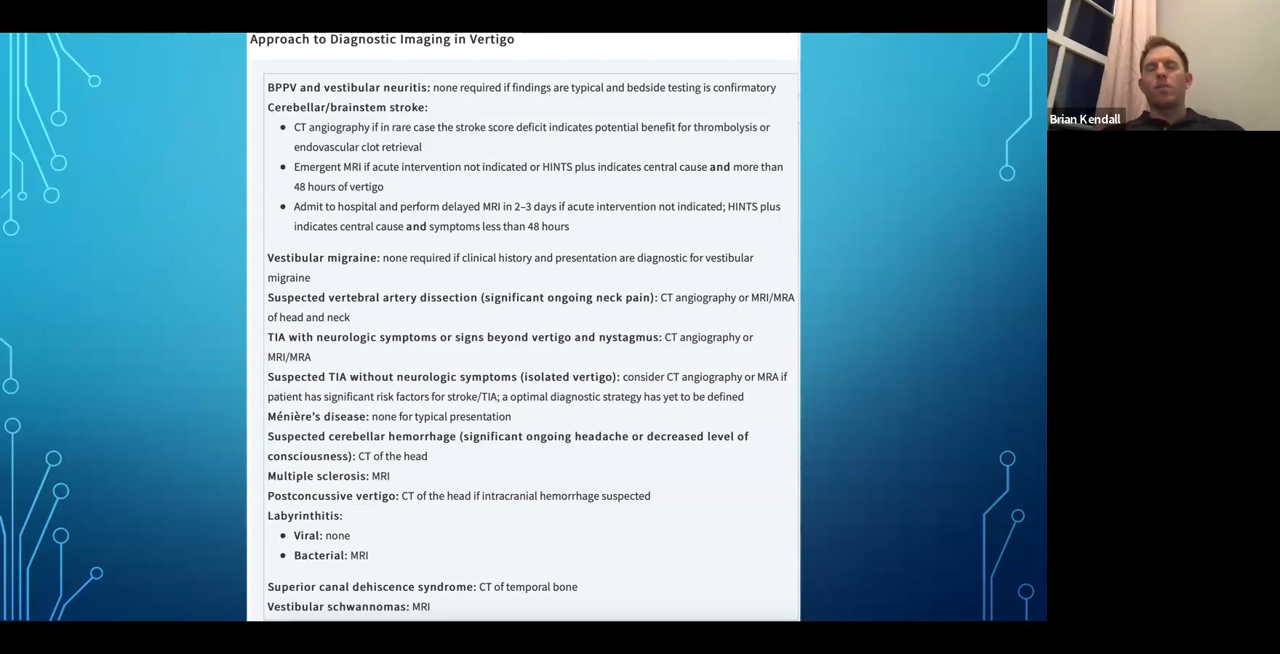 Approach to Diagnostic Imaging in Vertigo
BPPV and vestibular neuritis: none required if findings are typical and bedside testing is confirmatory
Cerebellar/brainstem stroke:
• CT angiography if in rare case the stroke score deficit indicates potential benefit for thrombolysis or
endovascular clot retrieval
• Emergent MRI if acute intervention not indicated or HINTS plus indicates central cause and more than
48 hours of vertigo
• Admit to hospital and perform delayed MRI in 2–3 days if acute intervention not indicated; HINTS plus
indicates central cause and symptoms less than 48 hours
Vestibular migraine: none required if clinical history and presentation are diagnostic for vestibular
migraine
Suspected vertebral artery dissection (significant ongoing neck pain): CT angiography or MRI/MRA
of head and neck
TIA with neurologic symptoms or signs beyond vertigo and nystagmus: CT angiography or
MRI/MRA
Suspected TIA without neurologic symptoms (isolated vertigo): consider CT angiography or MRA if
patient has significant risk factors for stroke/TIA; a optimal diagnostic strategy has yet to be defined
Ménière's disease: none for typical presentation
Suspected cerebellar hemorrhage (significant ongoing headache or decreased level of
consciousness): CT of the head
Multiple sclerosis: MRI
Postconcussive vertigo: CT of the head if intracranial hemorrhage suspected
Labyrinthitis:
• Viral: none
• Bacterial: MRI
Superior canal dehiscence syndrome: CT of temporal bone
Vestibular schwannomas: MRI
Brian Kendall